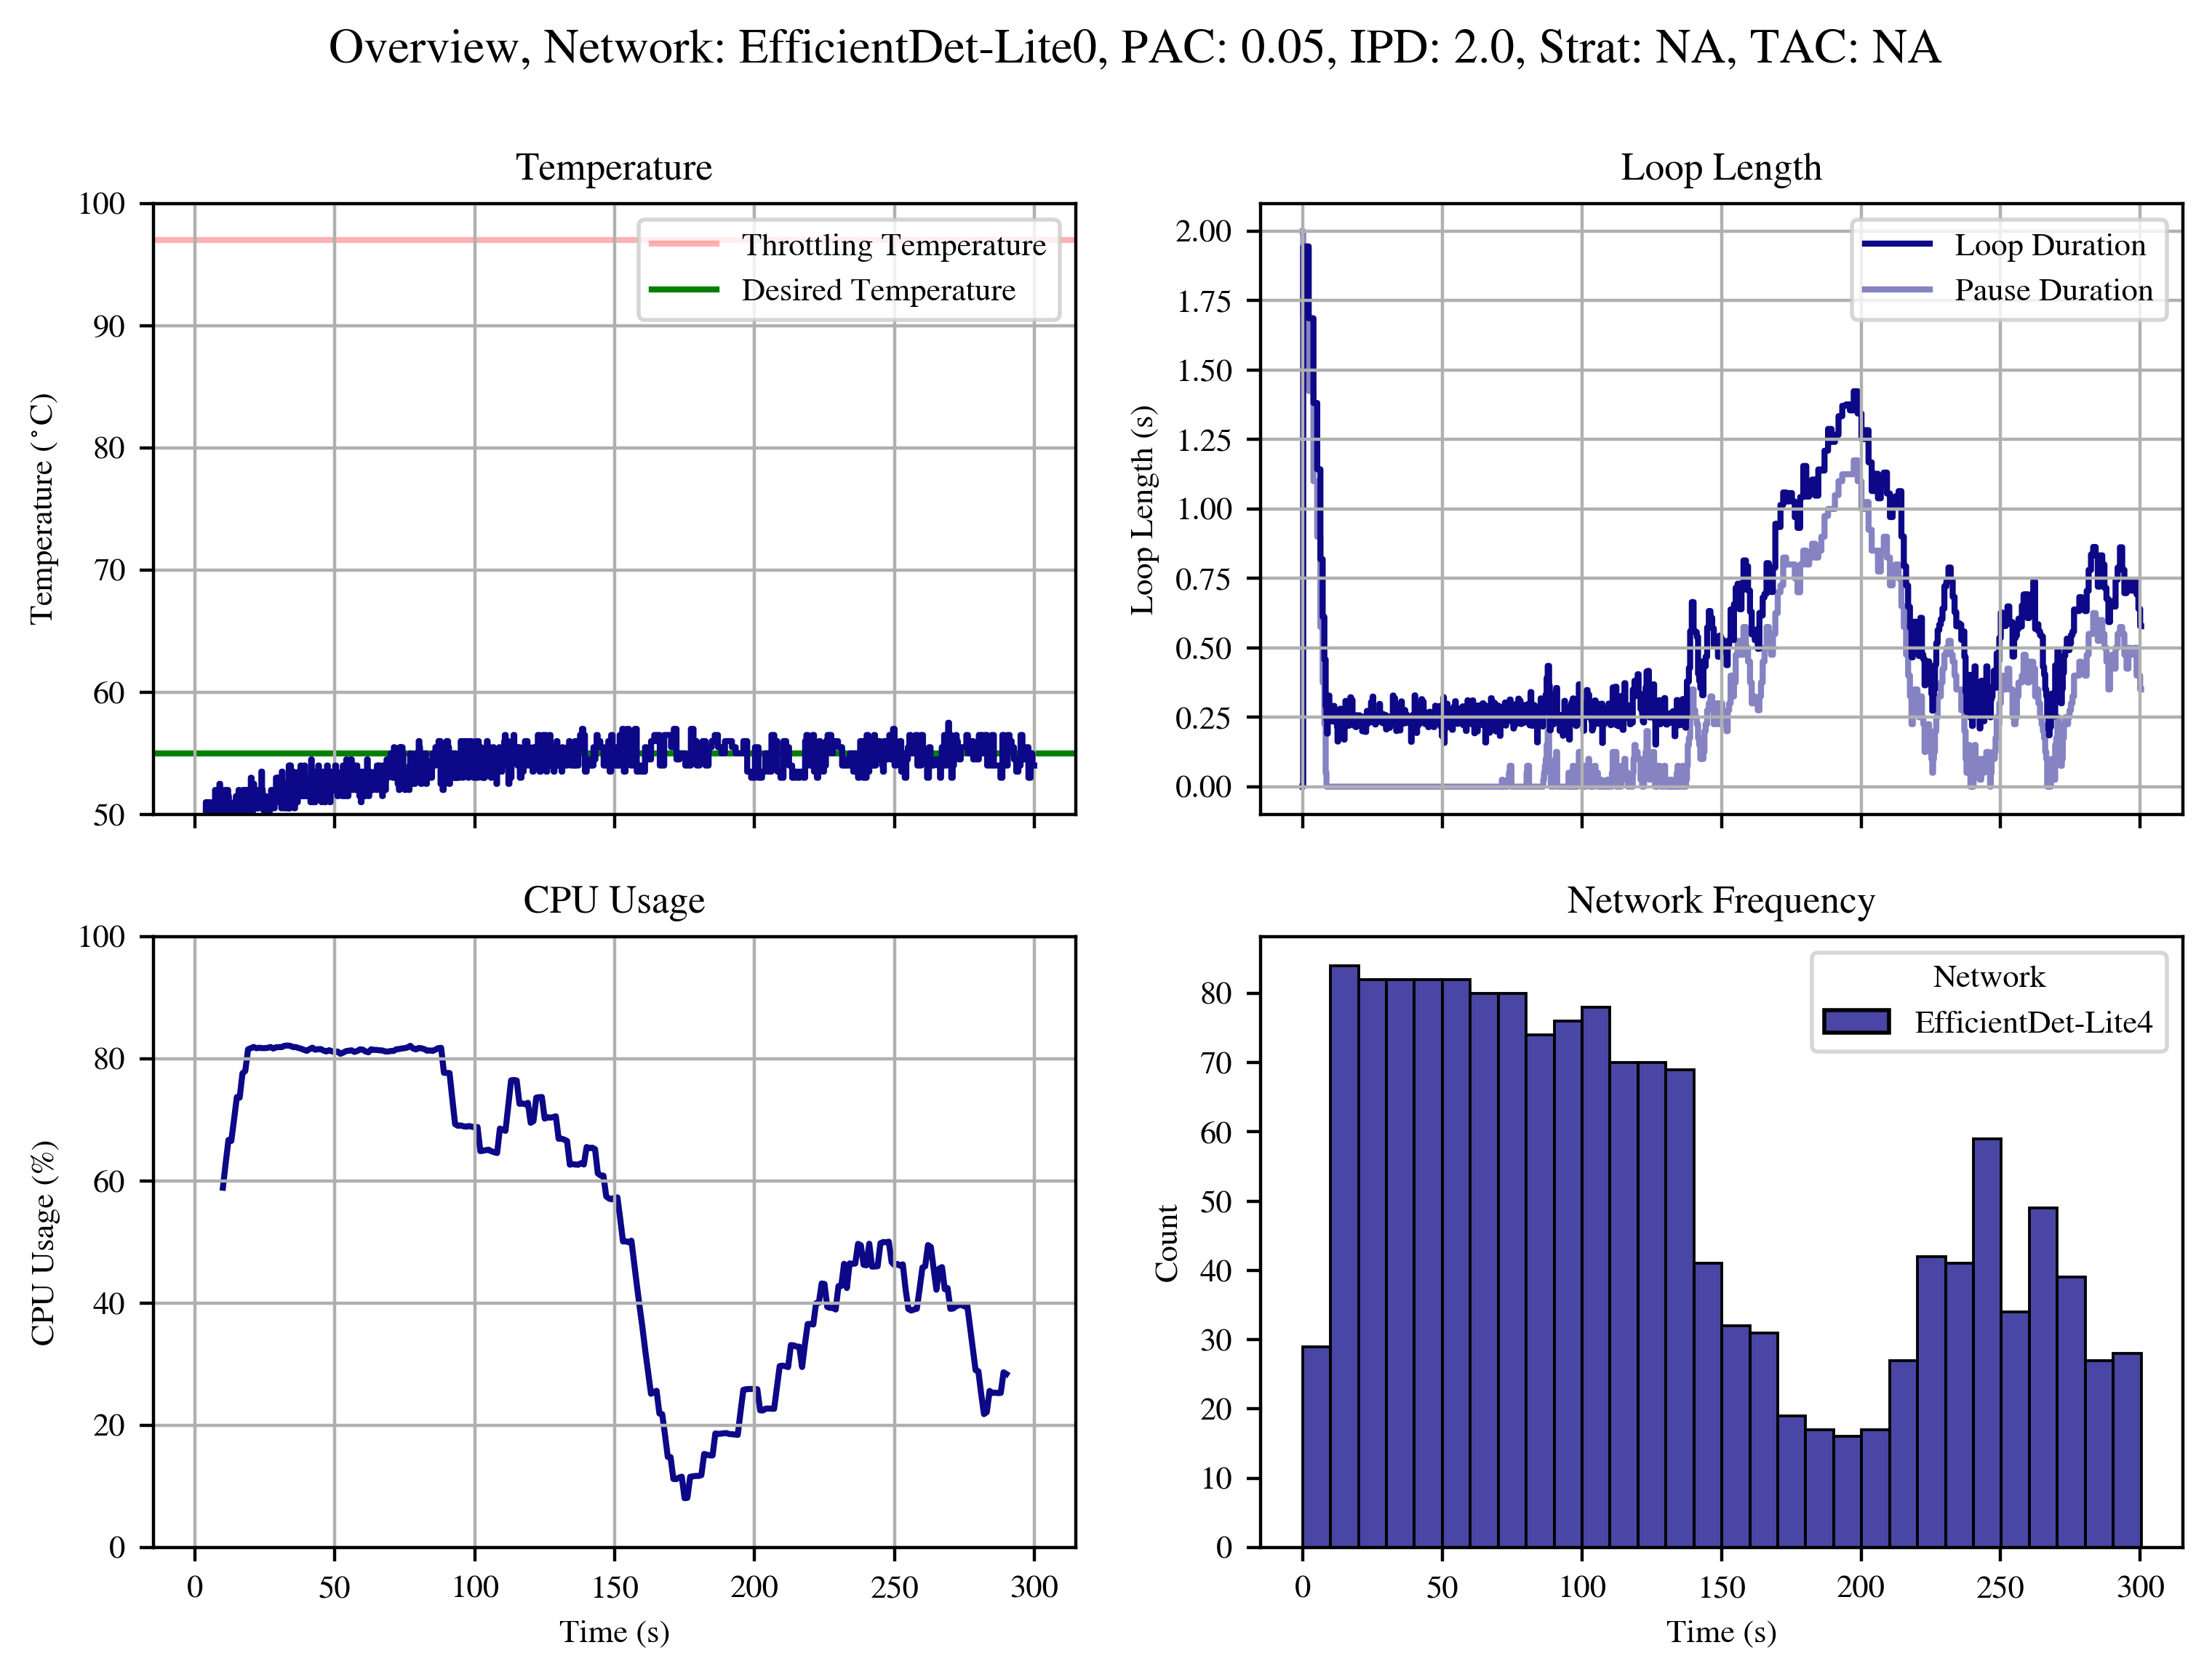 Overview, Network: EfficientDet-Lite0, PAC: 0.05, IPD: 2.0, Strat: NA, TAC: NA
Temperature
100
90
80
70
60
50
Temperature (°C)
Throttling Temperature
Desired Temperature
Loop Length
2.00
1.75
1.50
1.25
1.00
0.75
0.50
0.25
0.00
Loop Length (s)
Loop Duration
Pause Duration
CPU Usage
100
80
60
40
20
0
CPU Usage (%)
0 50 100 150 200 250 300
Time (s)
Network Frequency
80
70
60
50
40
30
20
10
0
Count
Network
EfficientDet-Lite4
0 50 100 150 200 250 300
Time (s)